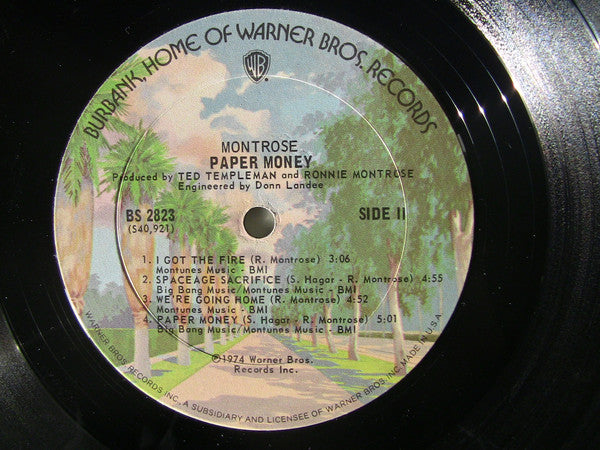 BURBANK, HOME OF WARNER BROS. RECORDS
WB
MONTROSE
PAPER MONEY
Produced by TED TEMPLEMAN and RONNIE MONTROSE
Engineered by Donn Landee
BS 2823
(S40,921)
SIDE II
1. I GOT THE FIRE (R. Montrose) 3:06
Montunes Music - BMI
2. SPACEAGE SACRIFICE (S. Hagar - R. Montrose) 4:55
Big Bang Music/Montunes Music - BMI
3. WE'RE GOING HOME (R. Montrose) 4:52
Montunes Music - BMI
4. PAPER MONEY (S. Hagar - R. Montrose) 5:01
Big Bang Music/Montunes Music - BMI
©1974 Warner Bros.
Records Inc.
WARNER BROS. RECORDS INC., A SUBSIDIARY AND LICENSEE OF WARNER BROS. INC. MADE IN U.S.A.